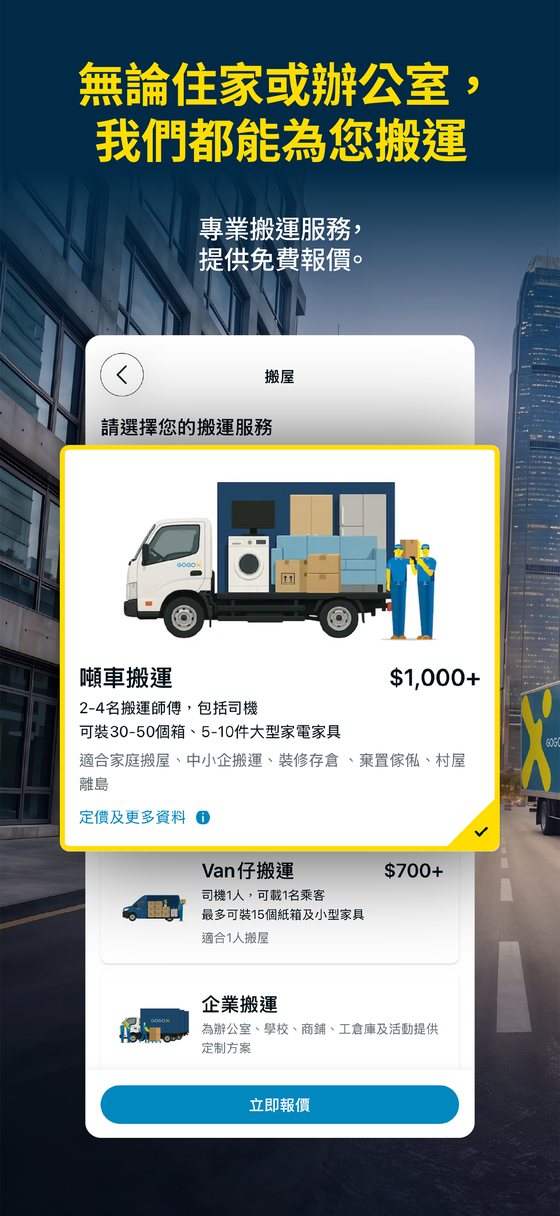 無論住家或辦公室，
我們都能為您搬運
專業搬運服務，
提供免費報價。
搬屋
請選擇您的搬運服務
GOGOX
噸車搬運
$1,000+
2-4名搬運師傅，包括司機
可裝30-50個箱、5-10件大型家電家具
適合家庭搬屋、中小企搬運、裝修存倉 、棄置傢俬、村屋
離島
定價及更多資料
GOGO
Van仔搬運
$700+
司機1人，可載1名乘客
最多可裝15個紙箱及小型家具
適合1人搬屋
GOGOX
企業搬運
為辦公室、學校、商鋪、工倉庫及活動提供
定制方案
立即報價